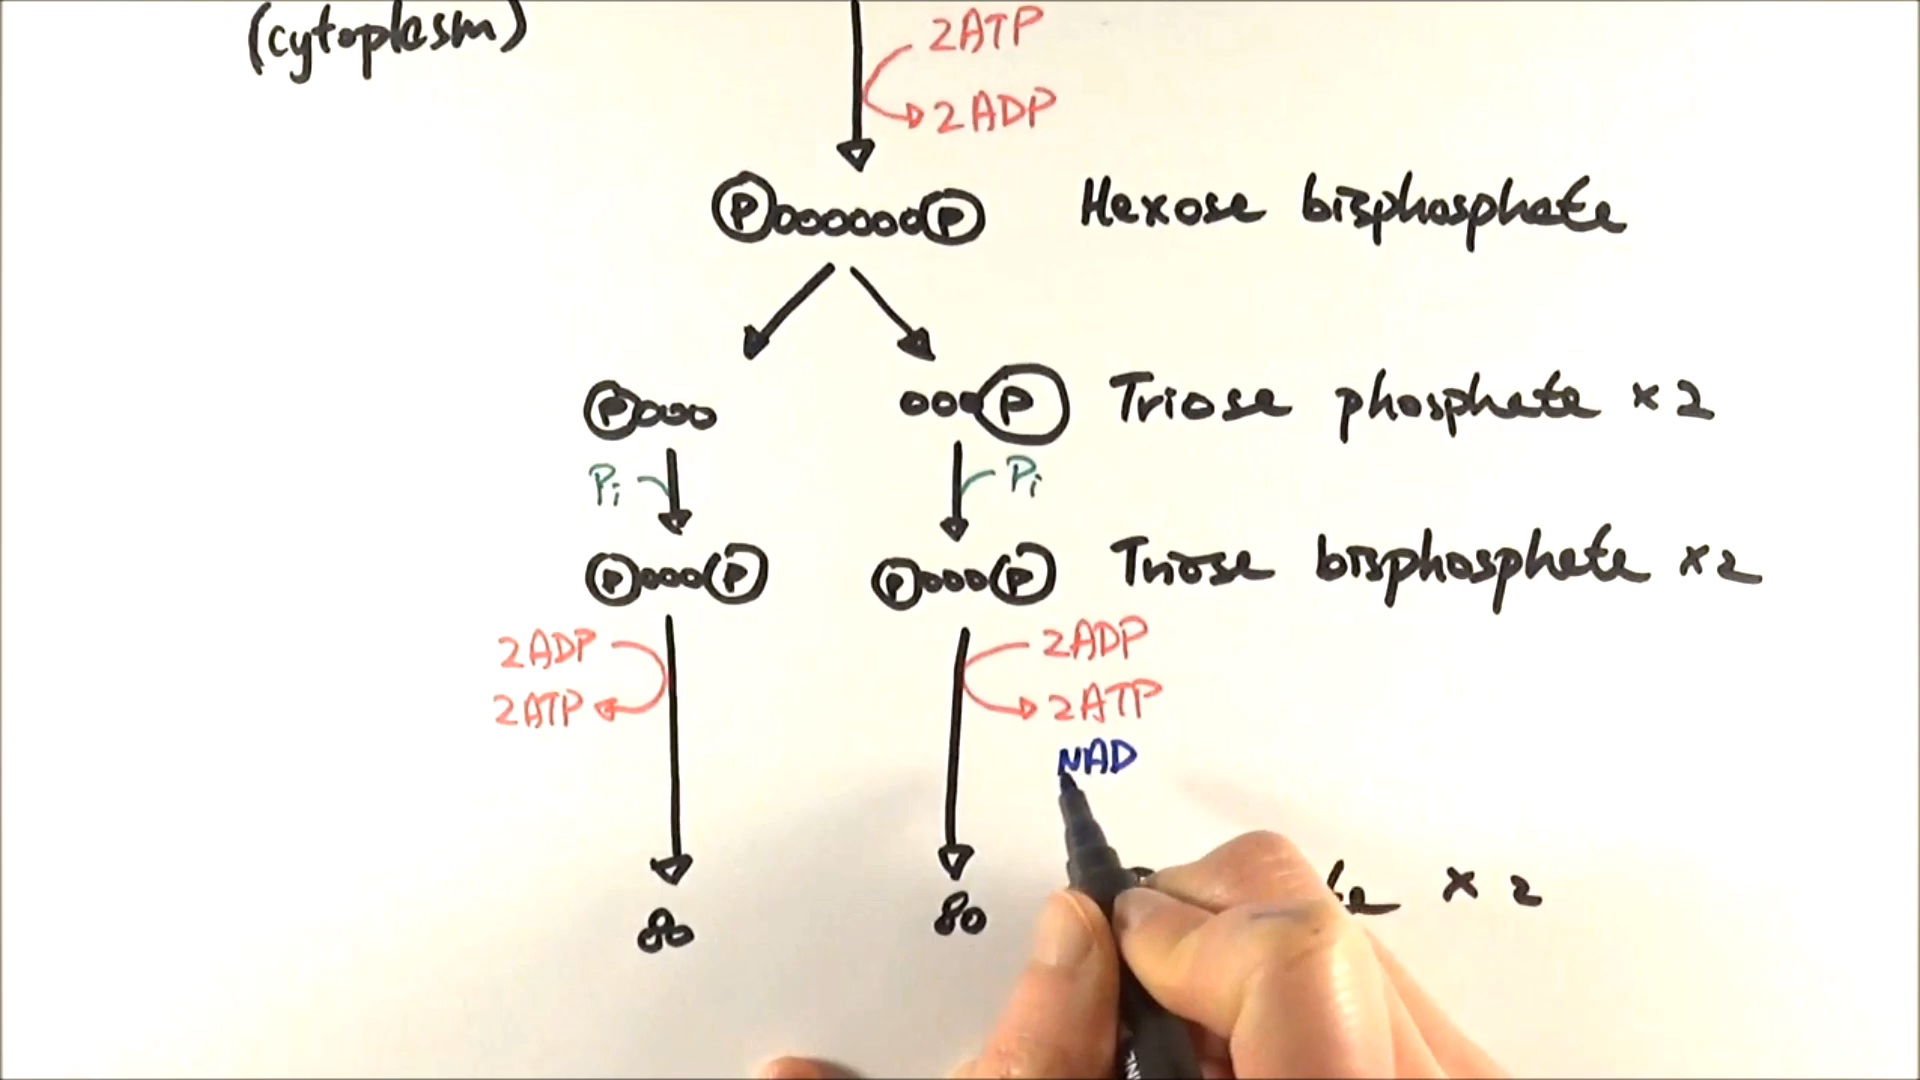 (cytoplasm)
2ATP
2ADP
P P Hexose bisphosphate
P P Triose phosphate × 2
Pi Pi
P P P P Triose bisphosphate × 2
2ADP 2ADP
2ATP 2ATP
NAD
× 2